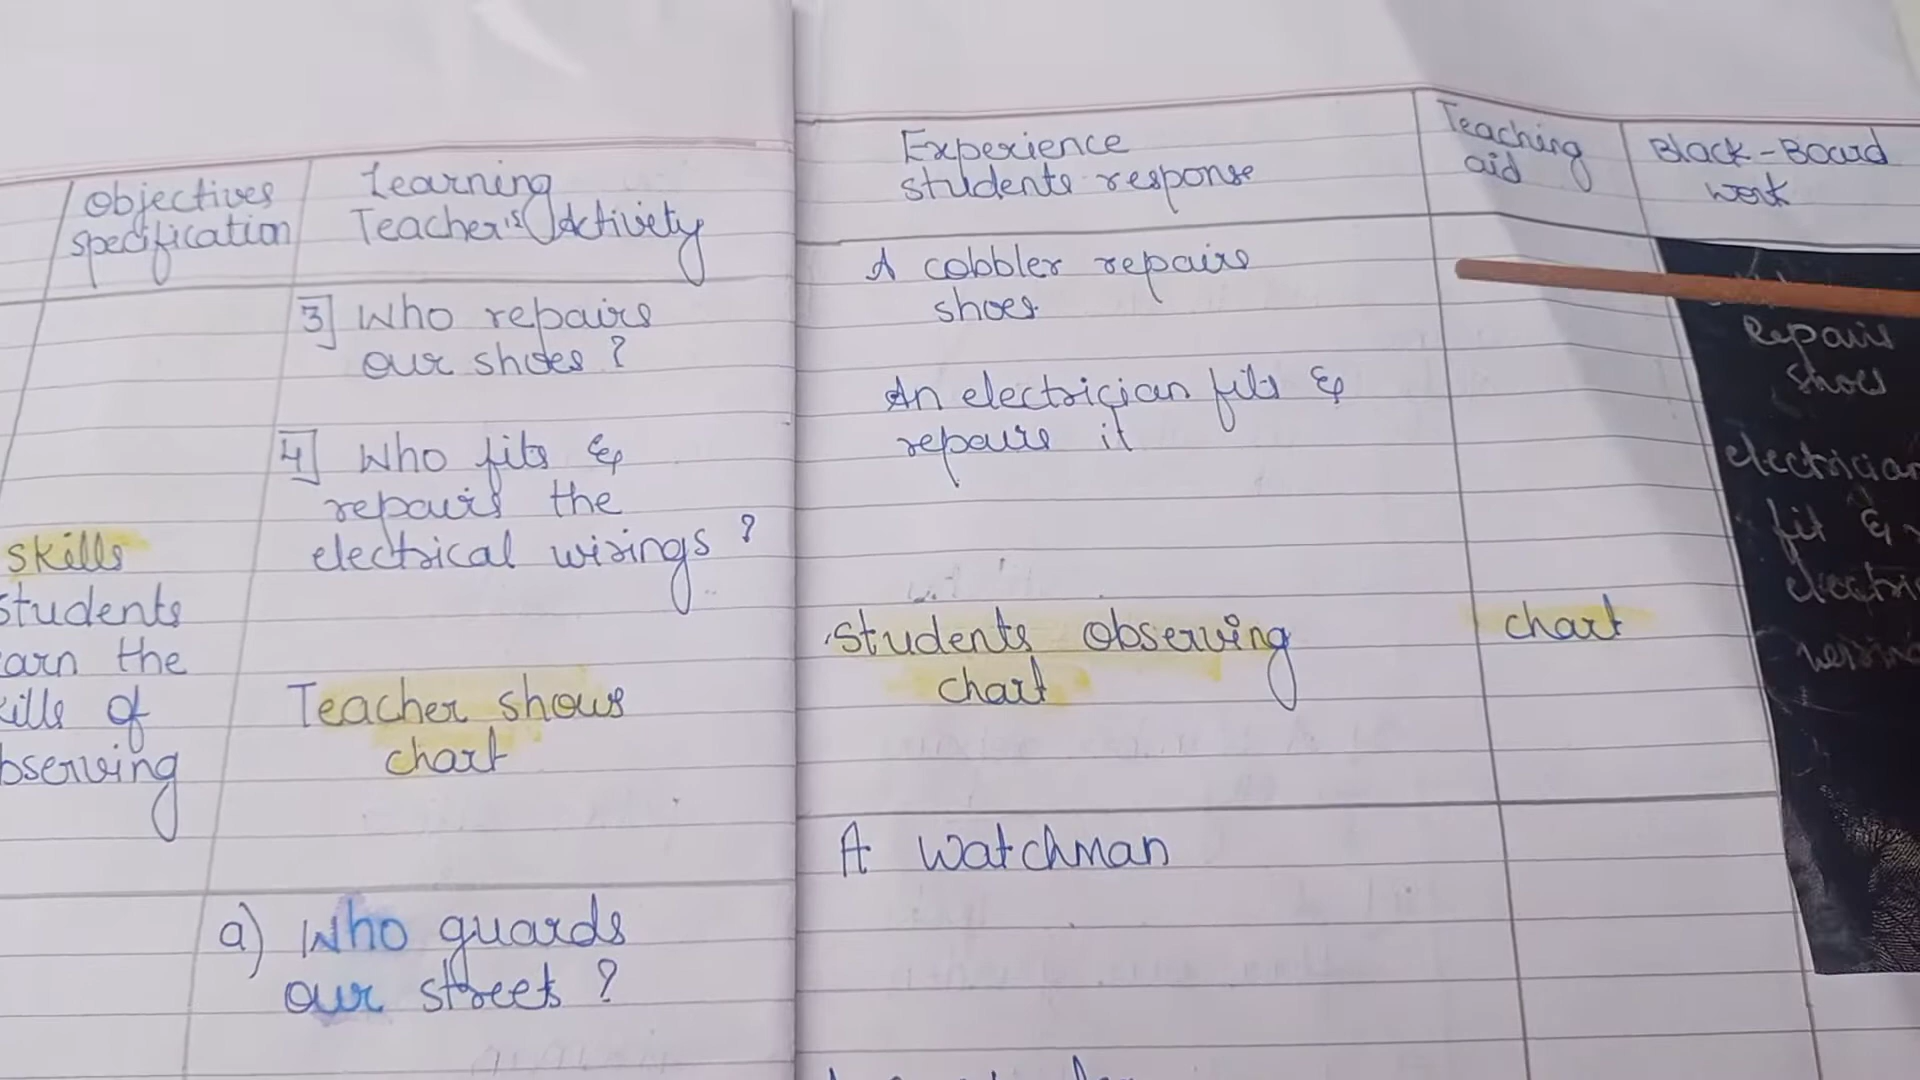 Objectives
specification
Learning
Teacher's Activiety
Experience
students response
Teaching
aid
Black-Board
work
3] Who repairs
our shoes ?
4] Who fits &
repairs the
electrical wirings ?
skills
students
the
of
Teacher shows
chart
a) Who guards
our streets ?
A cobbler repairs
shoes.
An electrician fits &
repairs it
Students observing
chart
A Watchman
chart
Repairs
shoes
fit &